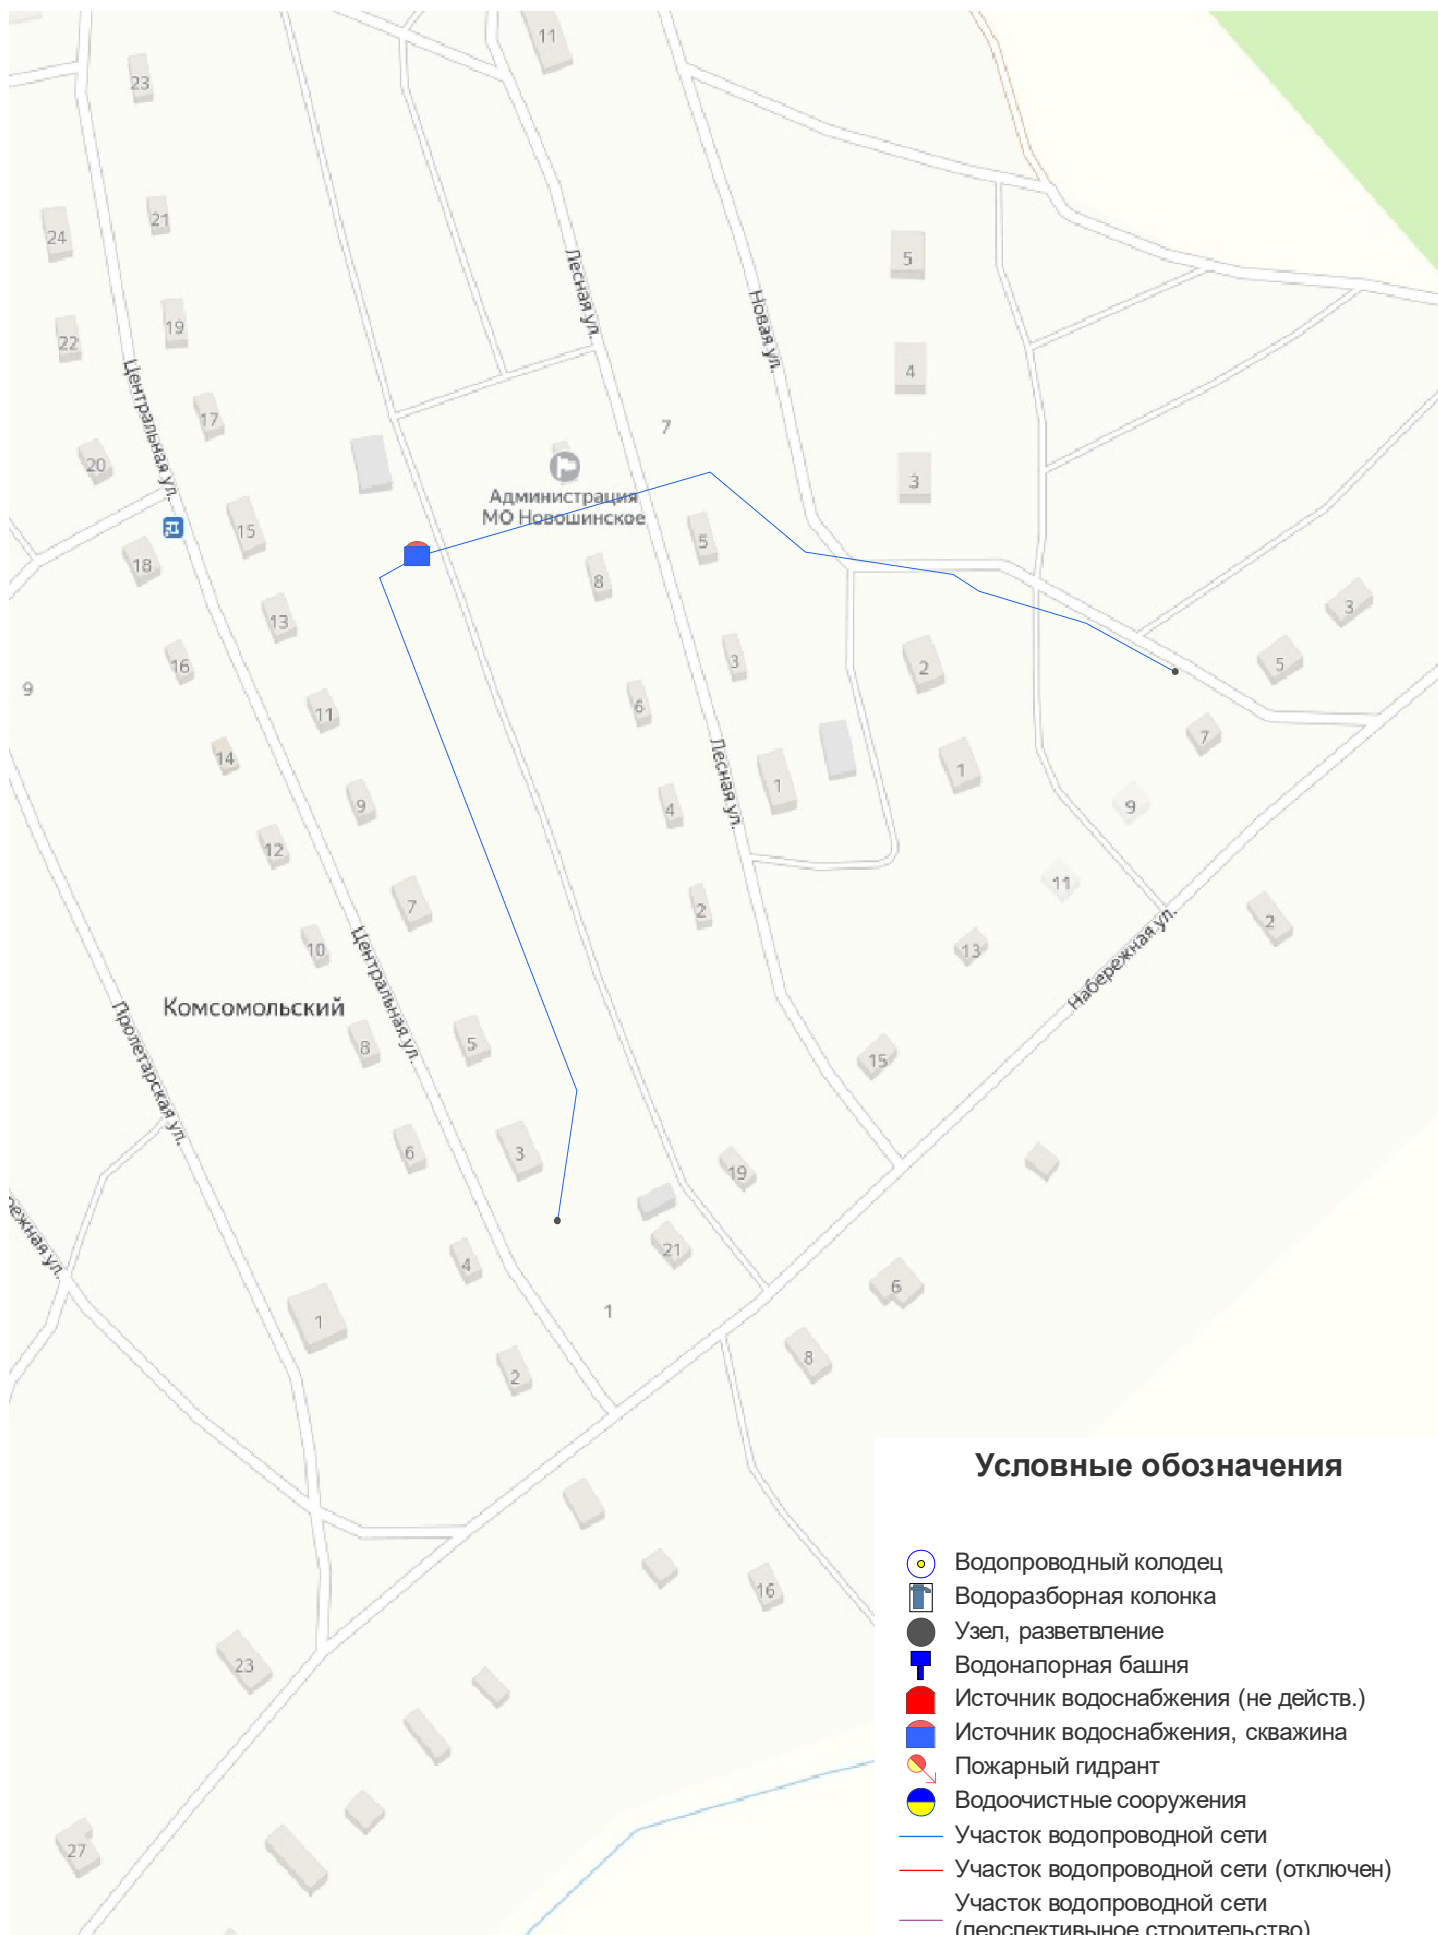 11
23
21
24
Лесная ул.
5
Новая ул.
19
22
Центральная ул.
4
17
7
20
3
Администрация
МО Новошинское
15
5
18
8
3
13
3
5
16
2
9
6
11
7
14
Лесная ул.
1
1
9
4
9
12
11
7
2
2
10
13
Набережная ул.
Комсомольский
Центральная ул.
Пролетарская ул.
8
5
15
6
3
19
ежная ул.
4
21
6
1
1
8
2
16
23
27
Условные обозначения
Водопроводный колодец
Водоразборная колонка
Узел, разветвление
Водонапорная башня
Источник водоснабжения (не действ.)
Источник водоснабжения, скважина
Пожарный гидрант
Водоочистные сооружения
Участок водопроводной сети
Участок водопроводной сети (отключен)
Участок водопроводной сети
(перспективыное строительство)